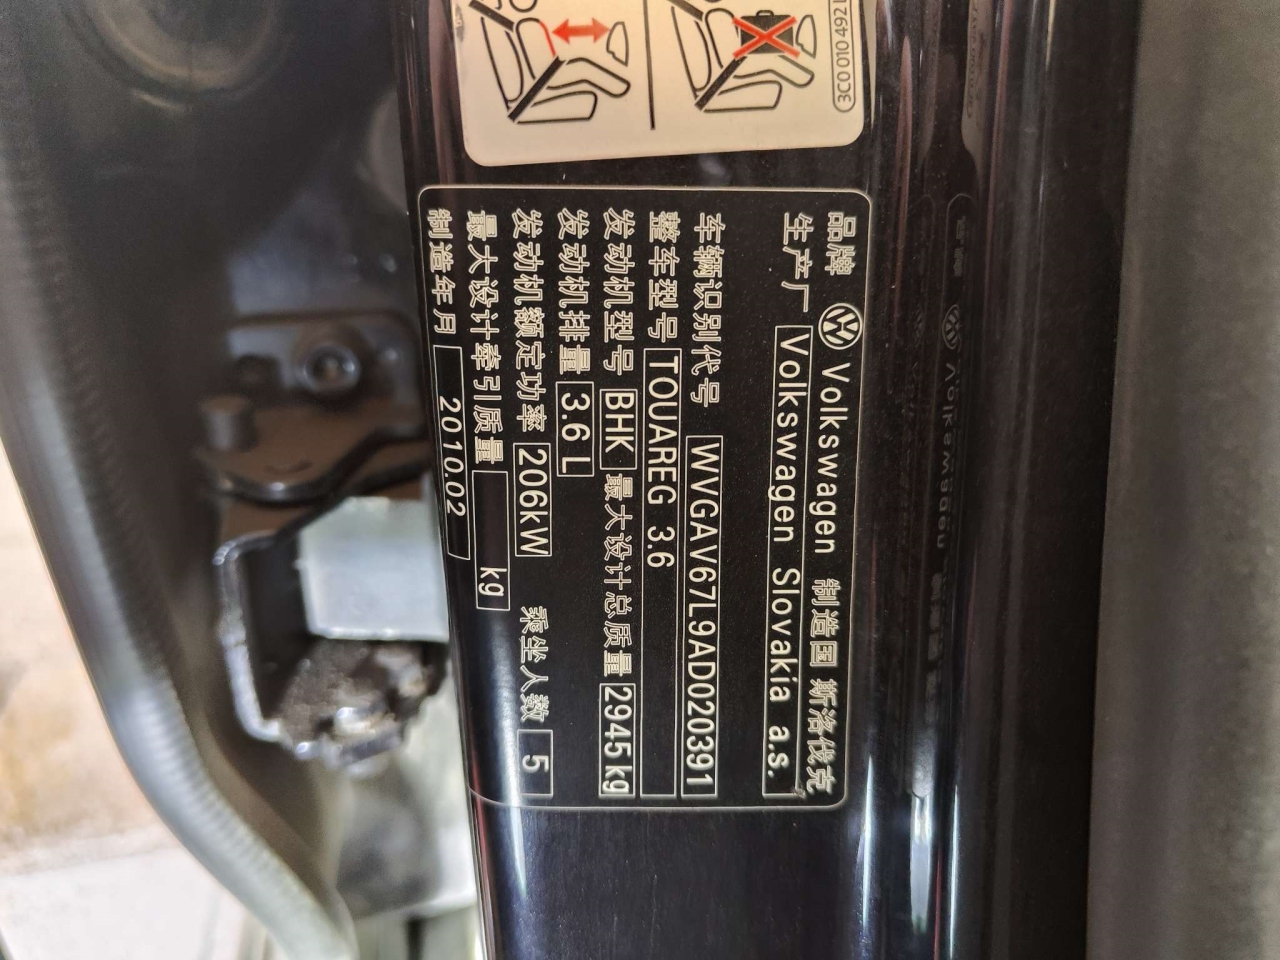 3C0 010 492
品牌 Volkswagen 制造国 斯洛伐克
生产厂 Volkswagen Slovakia a.s.
车辆识别代号 WVGAV67L9AD020391
整车型号 TOUAREG 3.6
发动机型号 BHK 最大设计总质量 2945 kg
发动机排量 3.6 L
发动机额定功率 206kW 乘坐人数 5
最大设计牵引质量 kg
制造年月 2010.02